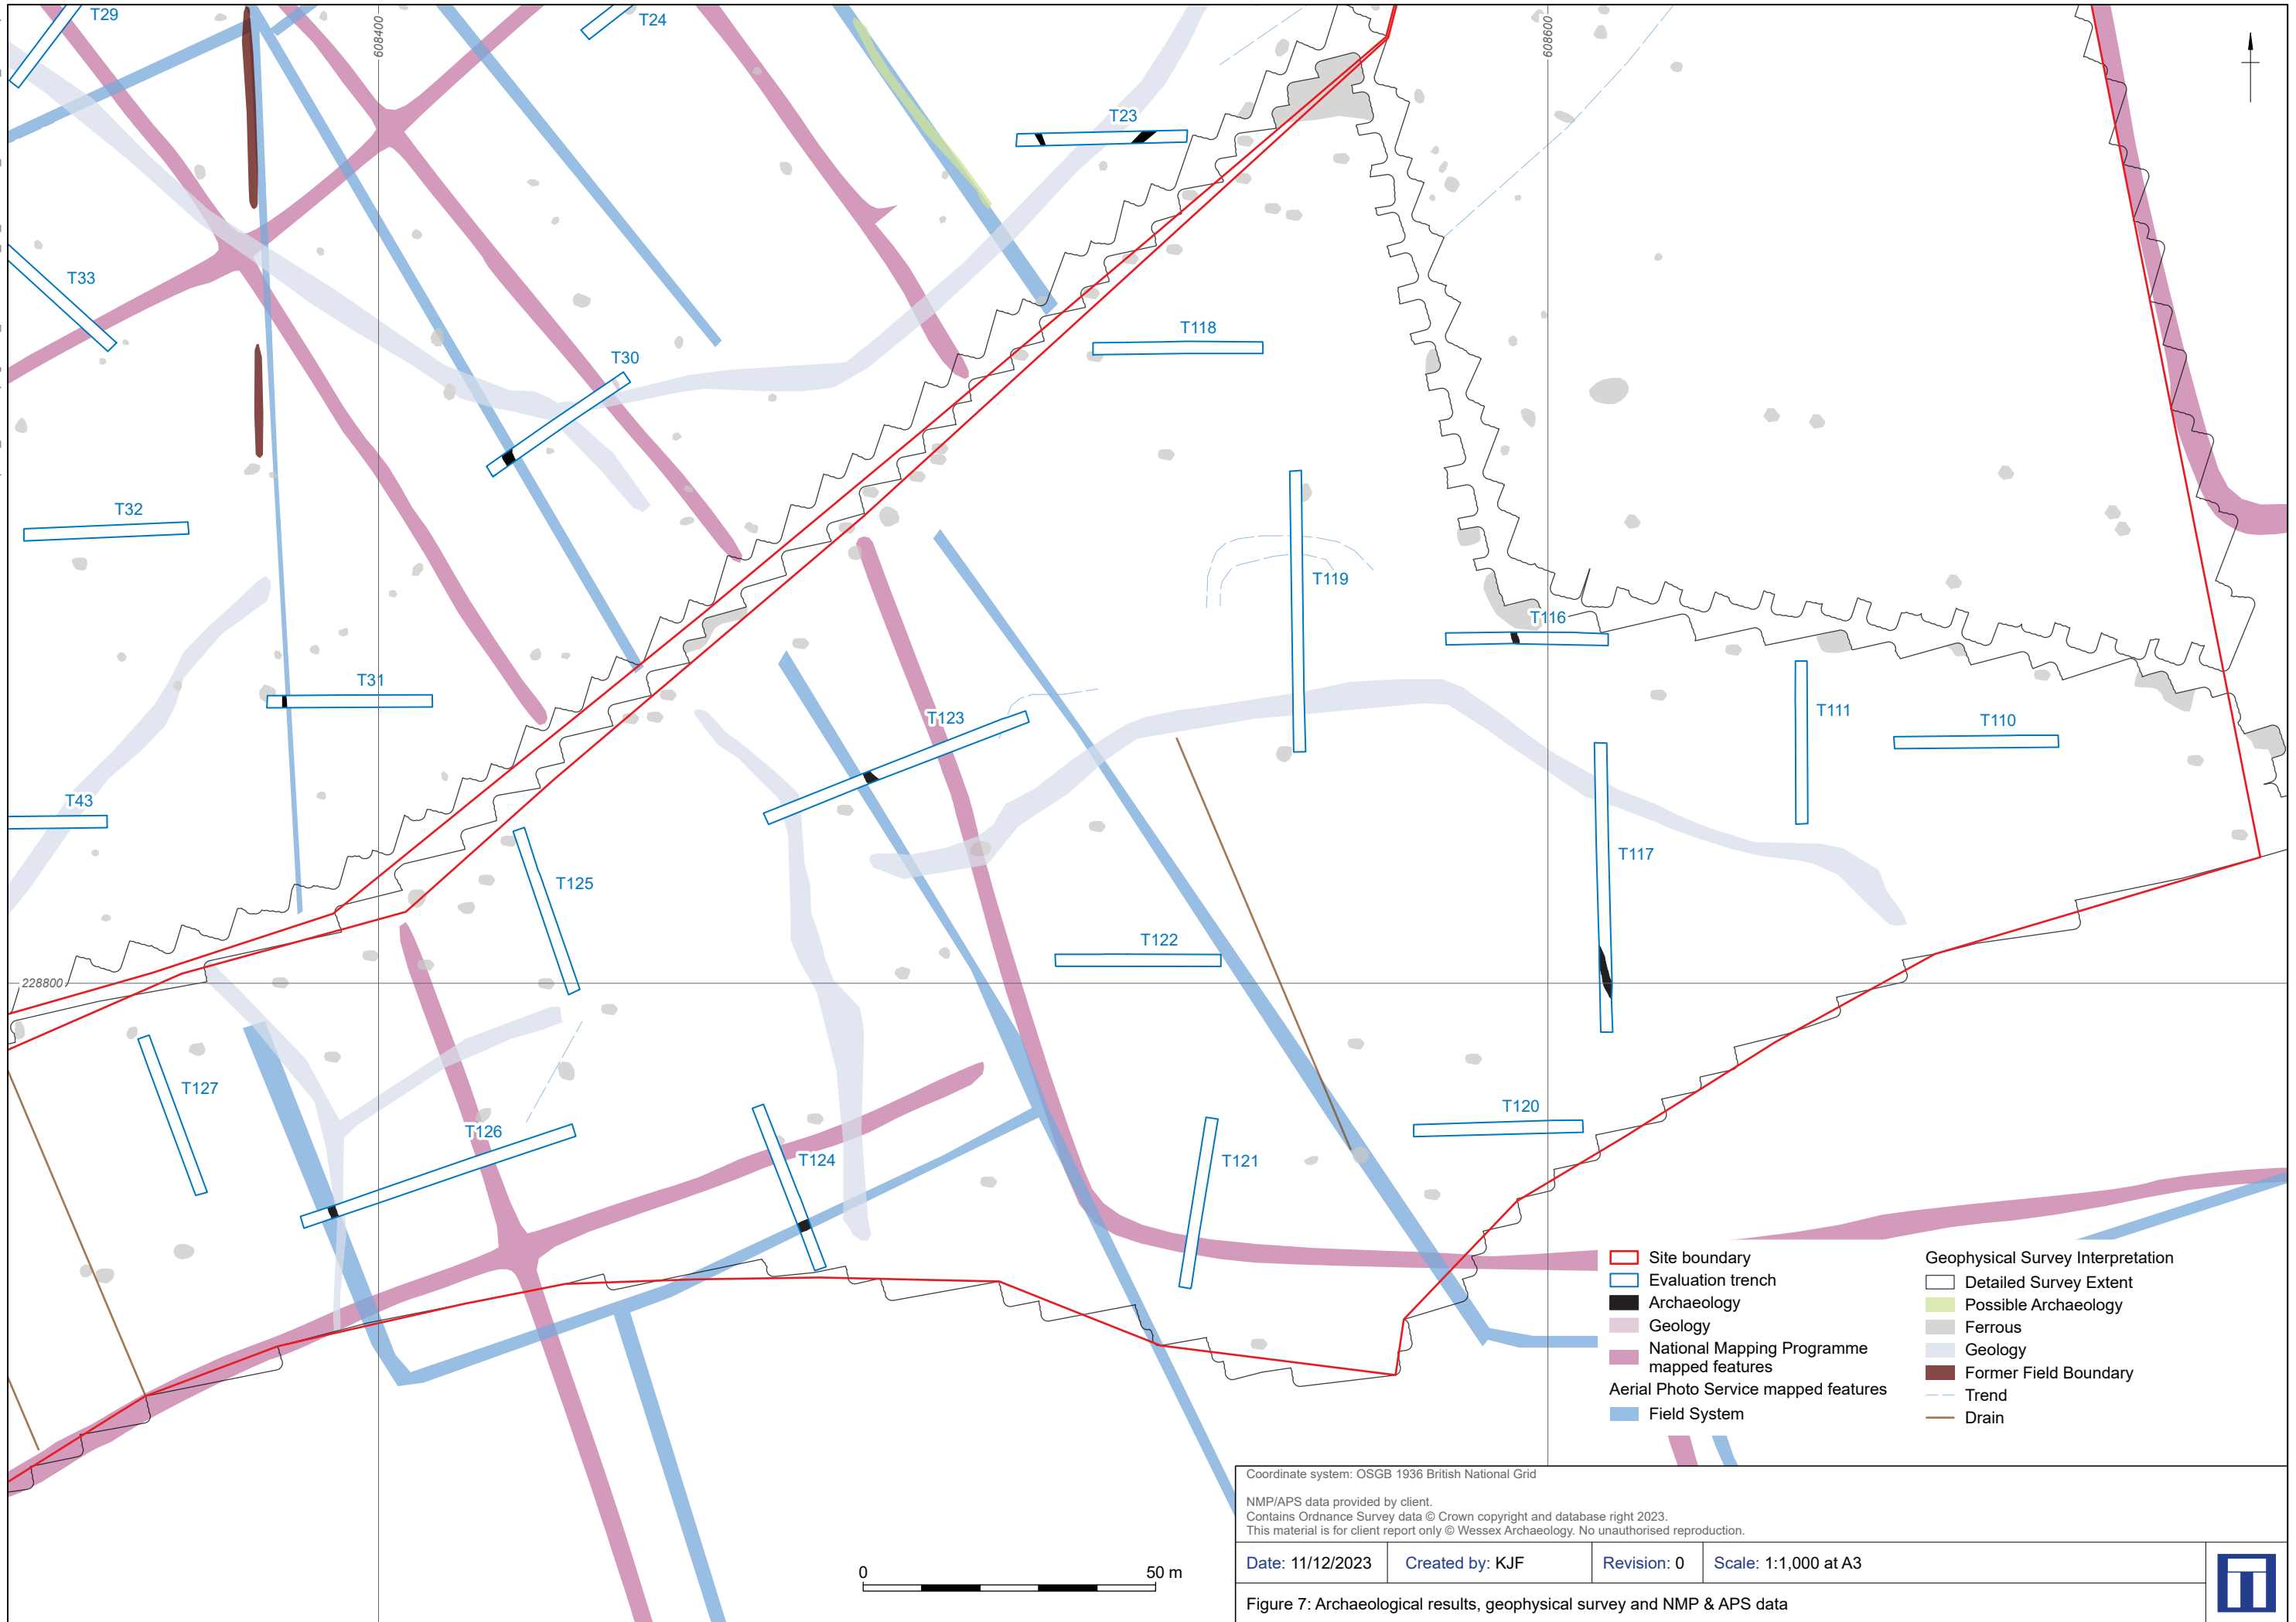 T29
608400
T24
608600
T23
T33
T118
T30
T32
T119
T116
T31
T123
T111
T110
T43
T117
T125
T122
228800
T127
T126
T120
T124
T121
Site boundary
Evaluation trench
Archaeology
Geology
National Mapping Programme
mapped features
Aerial Photo Service mapped features
Field System
Geophysical Survey Interpretation
Detailed Survey Extent
Possible Archaeology
Ferrous
Geology
Former Field Boundary
Trend
Drain
0
50 m
Coordinate system: OSGB 1936 British National Grid
NMP/APS data provided by client.
Contains Ordnance Survey data © Crown copyright and database right 2023.
This material is for client report only © Wessex Archaeology. No unauthorised reproduction.
Date: 11/12/2023
Created by: KJF
Revision: 0
Scale: 1:1,000 at A3
Figure 7: Archaeological results, geophysical survey and NMP & APS data